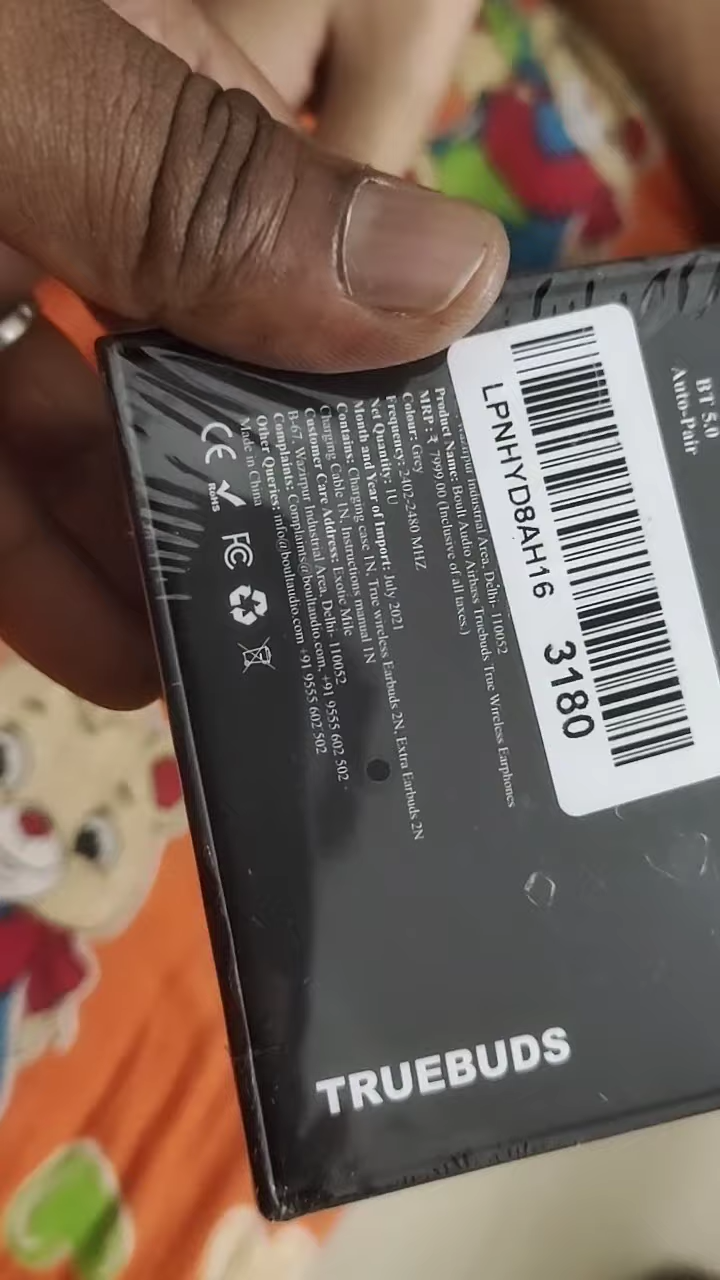 BT 5.0
Auto-Pair
LPNHYD8AH16
3180
Wazirpur Industrial Area, Delhi- 110052
Product Name: Boult Audio Airbass Truebuds True Wireless Earphones
MRP: ₹ 7999.00 (Inclusive of all taxes.)
Colour: Grey
Frequency: 2402-2480 MHZ
Net Quantity: 1U
Month and Year of Import: July 2021
Contains: Charging case 1N, True wireless Earbuds 2N, Extra Earbuds 2N
Charging Cable 1N, Instructions manual 1N
Customer Care Address: Exotic Mile
B-67, Wazirpur Industrial Area, Delhi- 110052
Complaints: Complaints@boultaudio.com, +91 9555 602 502
Other Queries: info@boultaudio.com +91 9555 602 502
Made in China
CE
RoHS
FC
TRUEBUDS